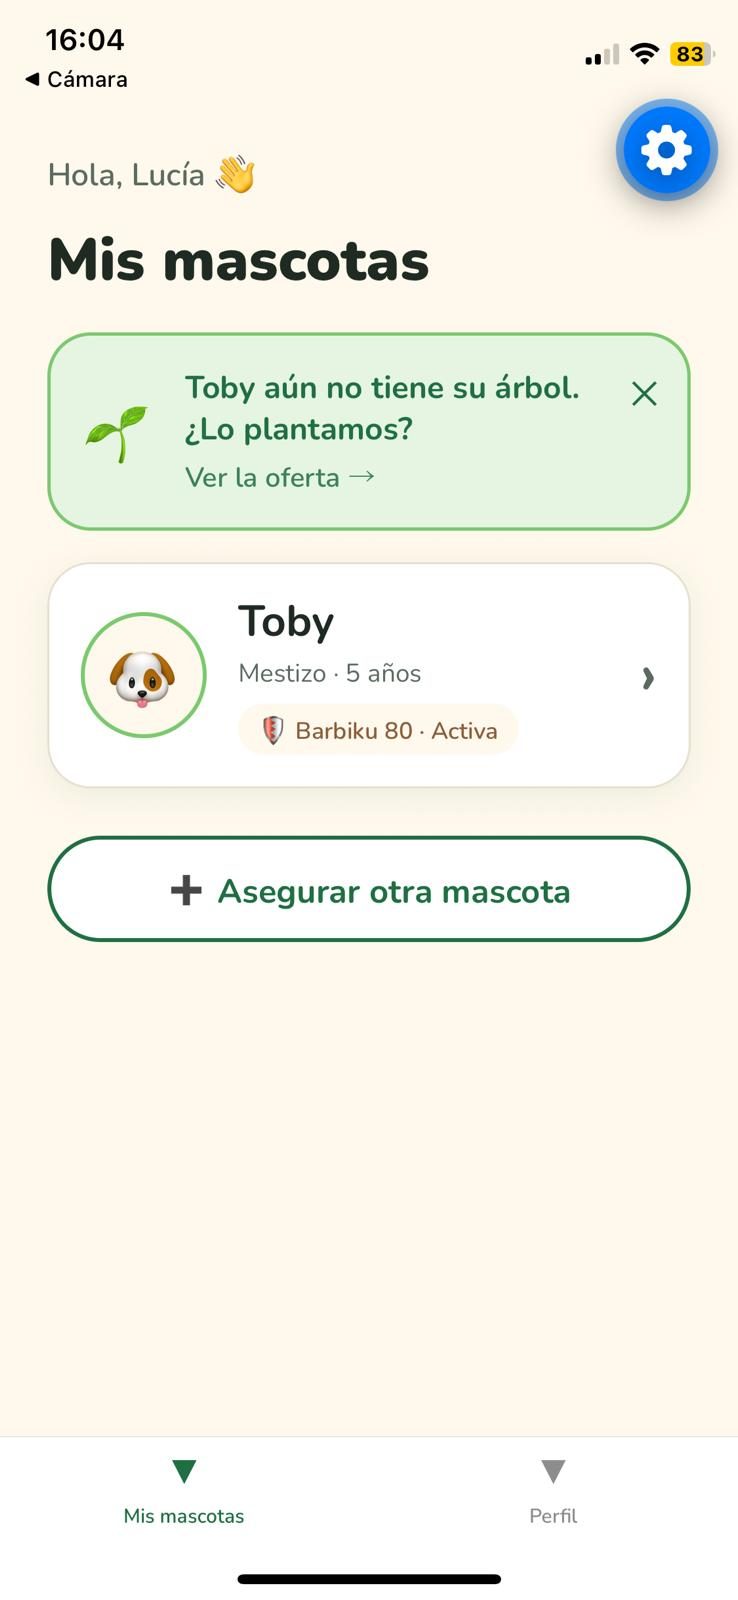 16:04
83
◀ Cámara
Hola, Lucía 👋
Mis mascotas
Toby aún no tiene su árbol.
¿Lo plantamos?
Ver la oferta →
Toby
Mestizo · 5 años
Barbiku 80 · Activa
➕ Asegurar otra mascota
Mis mascotas
Perfil